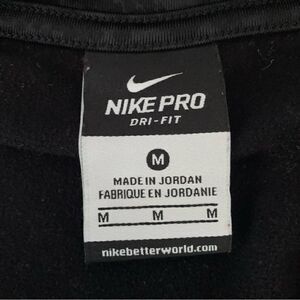 NIKE PRO
DRI-FIT
M
MADE IN JORDAN
FABRIQUE EN JORDANIE
M M M
nikebetterworld.com